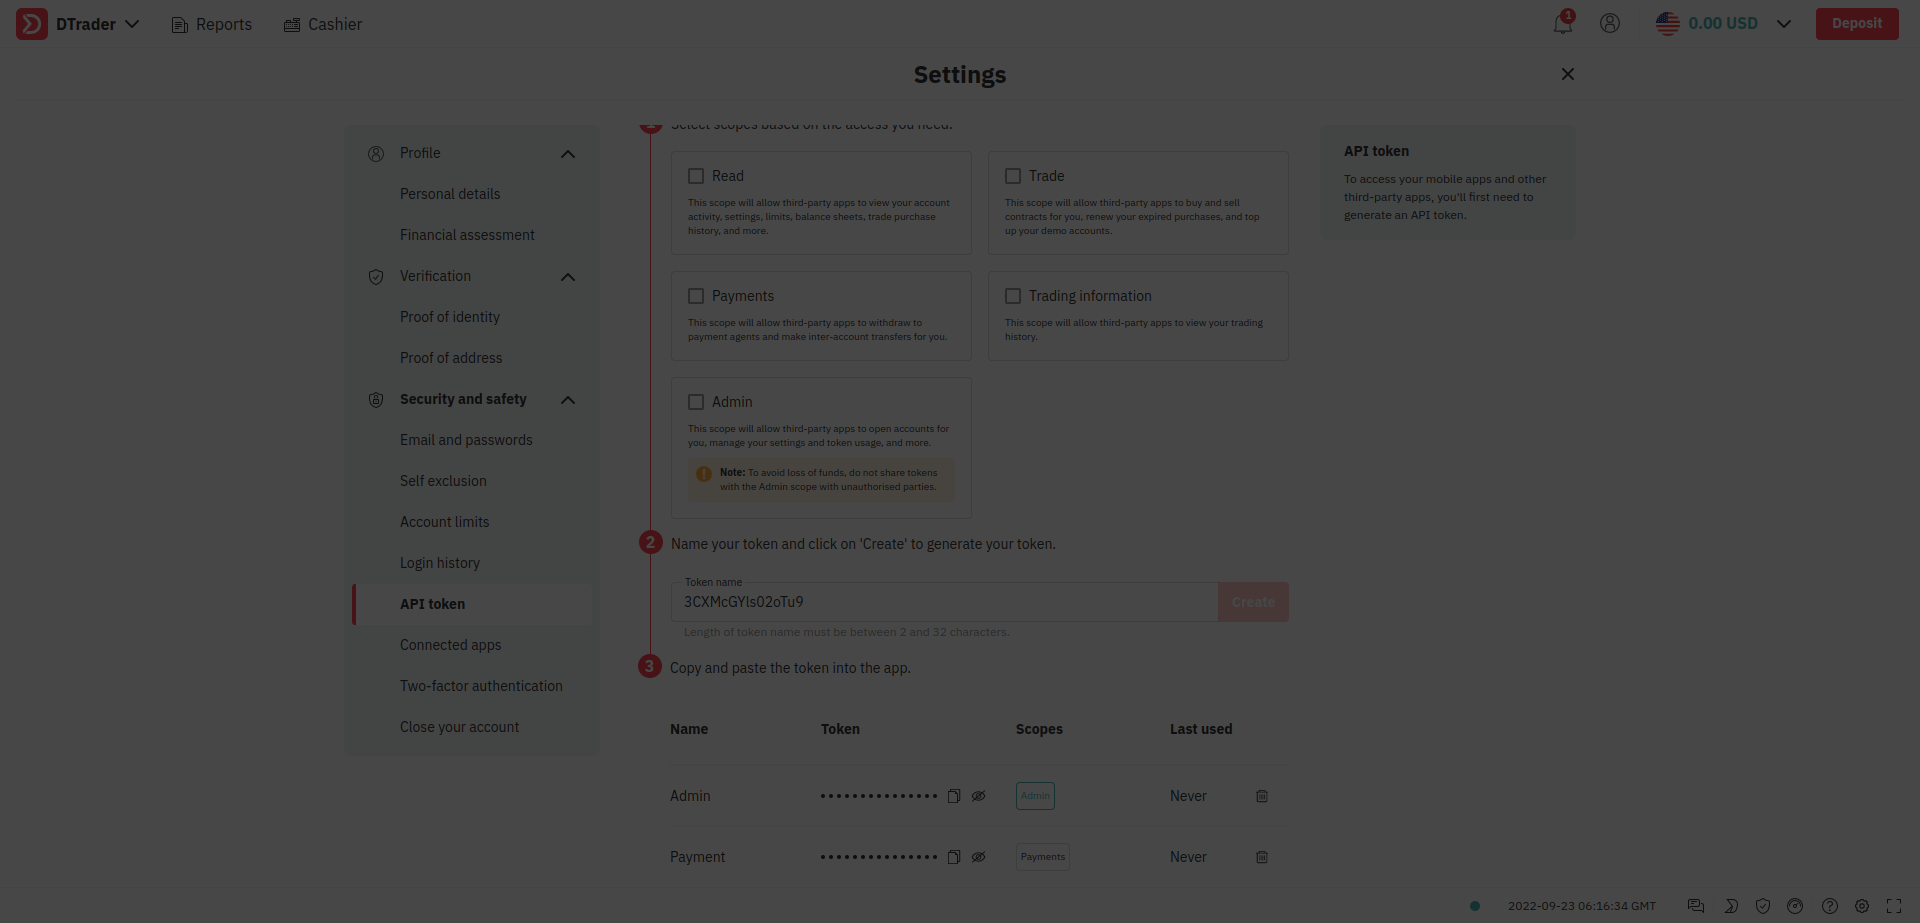 DTrader
Reports
Cashier
1
0.00 USD
Deposit
Settings
Profile
Personal details
Financial assessment
Verification
Proof of identity
Proof of address
Security and safety
Email and passwords
Self exclusion
Account limits
Login history
API token
Connected apps
Two-factor authentication
Close your account
1
Select scopes based on the access you need.
Read
This scope will allow third-party apps to view your account
activity, settings, limits, balance sheets, trade purchase
history, and more.
Trade
This scope will allow third-party apps to buy and sell
contracts for you, renew your expired purchases, and top
up your demo accounts.
Payments
This scope will allow third-party apps to withdraw to
payment agents and make inter-account transfers for you.
Trading information
This scope will allow third-party apps to view your trading
history.
Admin
This scope will allow third-party apps to open accounts for
you, manage your settings and token usage, and more.
Note: To avoid loss of funds, do not share tokens
with the Admin scope with unauthorised parties.
2
Name your token and click on 'Create' to generate your token.
Token name
3CXMcGYls02oTu9
Create
Length of token name must be between 2 and 32 characters.
3
Copy and paste the token into the app.
Name Token Scopes Last used
Admin Admin Never
Payment Payments Never
API token
To access your mobile apps and other
third-party apps, you'll first need to
generate an API token.
2022-09-23 06:16:34 GMT